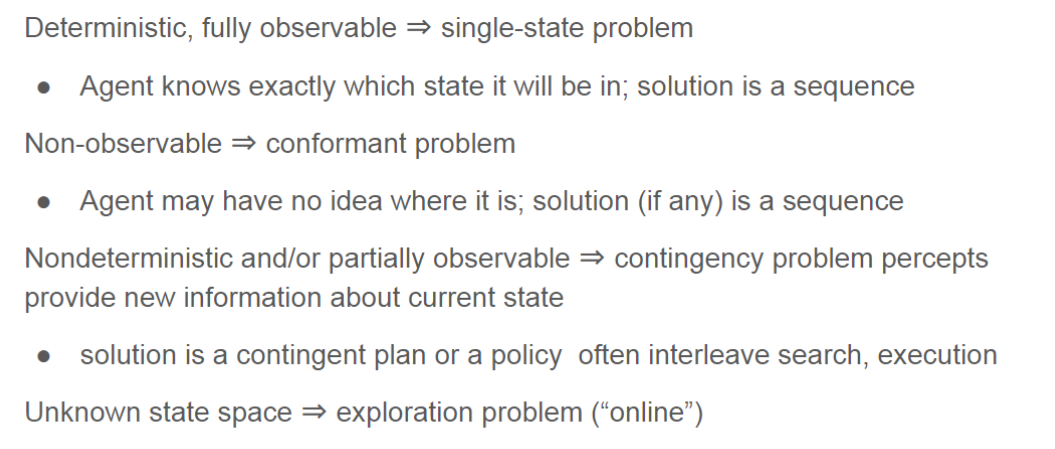 Deterministic, fully observable ⇒ single-state problem
● Agent knows exactly which state it will be in; solution is a sequence
Non-observable ⇒ conformant problem
● Agent may have no idea where it is; solution (if any) is a sequence
Nondeterministic and/or partially observable ⇒ contingency problem percepts
provide new information about current state
● solution is a contingent plan or a policy  often interleave search, execution
Unknown state space ⇒ exploration problem (“online”)